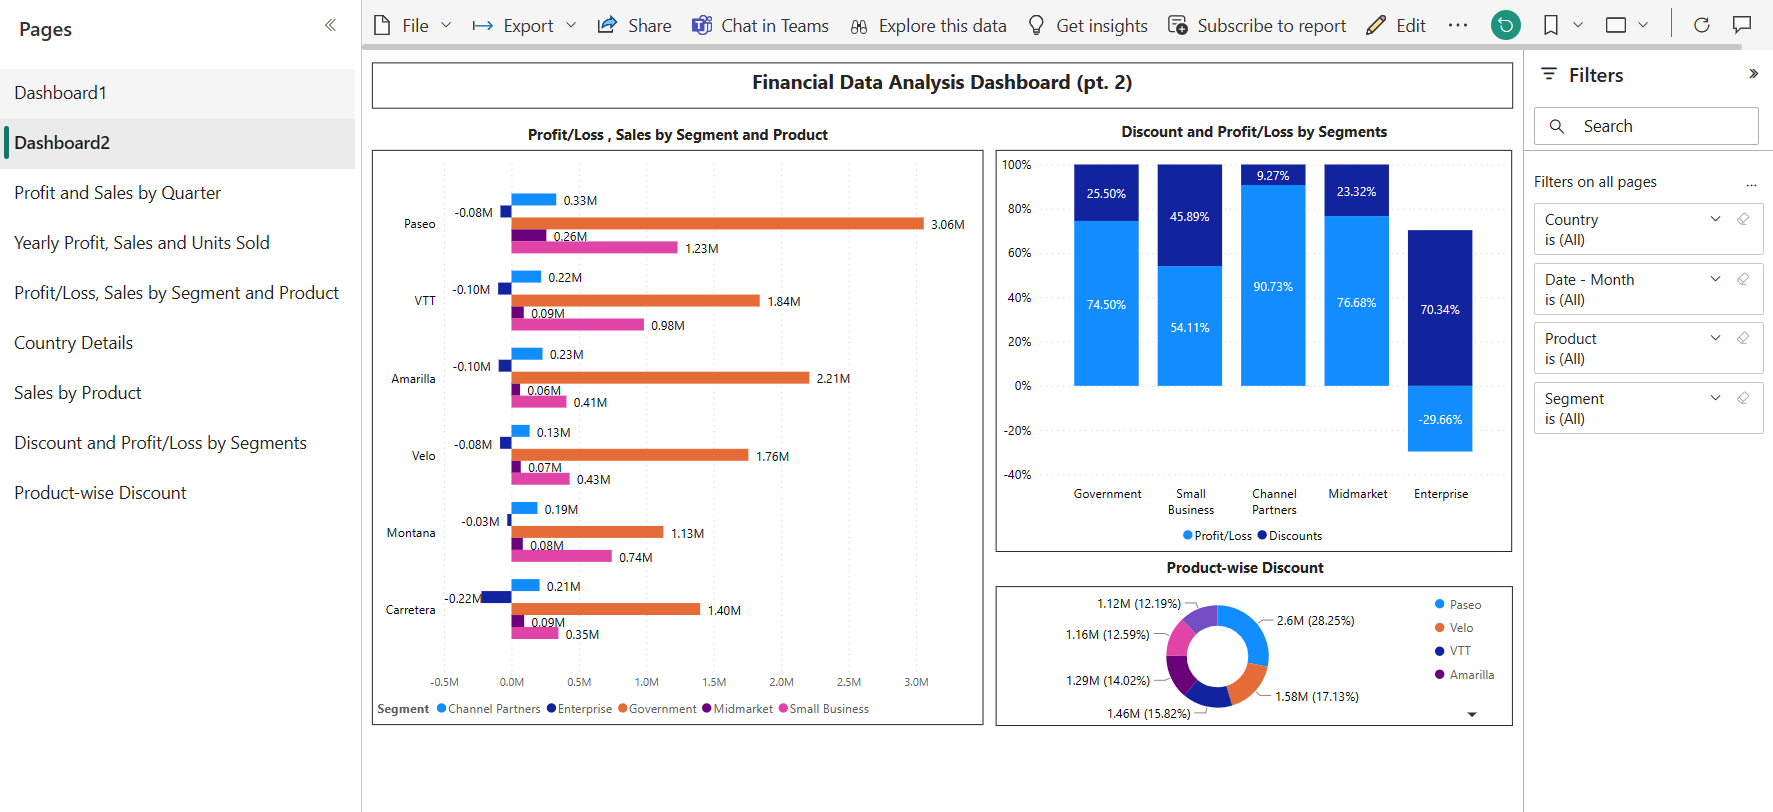 Pages
Dashboard1
Dashboard2
Profit and Sales by Quarter
Yearly Profit, Sales and Units Sold
Profit/Loss, Sales by Segment and Product
Country Details
Sales by Product
Discount and Profit/Loss by Segments
Product-wise Discount
File Export Share Chat in Teams Explore this data Get insights Subscribe to report Edit
Financial Data Analysis Dashboard (pt. 2)
Profit/Loss , Sales by Segment and Product
Paseo
0.33M
-0.08M
3.06M
0.26M
1.23M
VTT
0.22M
-0.10M
1.84M
0.09M
0.98M
Amarilla
0.23M
-0.10M
2.21M
0.06M
0.41M
Velo
0.13M
-0.08M
1.76M
0.07M
0.43M
Montana
0.19M
-0.03M
1.13M
0.08M
0.74M
Carretera
0.21M
-0.22M
1.40M
0.09M
0.35M
-0.5M 0.0M 0.5M 1.0M 1.5M 2.0M 2.5M 3.0M
Segment Channel Partners Enterprise Government Midmarket Small Business
Discount and Profit/Loss by Segments
100%
80%
60%
40%
20%
0%
-20%
-40%
25.50%
74.50%
45.89%
54.11%
9.27%
90.73%
23.32%
76.68%
70.34%
-29.66%
Government
Small
Business
Channel
Partners
Midmarket
Enterprise
Profit/Loss Discounts
Product-wise Discount
1.12M (12.19%)
1.16M (12.59%)
1.29M (14.02%)
1.46M (15.82%)
2.6M (28.25%)
1.58M (17.13%)
Paseo
Velo
VTT
Amarilla
Filters
Search
Filters on all pages ...
Country
is (All)
Date - Month
is (All)
Product
is (All)
Segment
is (All)